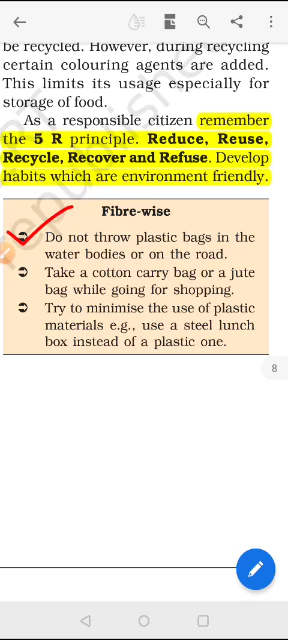 be recycled. However, during recycling
certain colouring agents are added.
This limits its usage especially for
storage of food.
As a responsible citizen remember
the 5 R principle. Reduce, Reuse,
Recycle, Recover and Refuse. Develop
habits which are environment friendly.
Fibre-wise
➲ Do not throw plastic bags in the
water bodies or on the road.
➲ Take a cotton carry bag or a jute
bag while going for shopping.
➲ Try to minimise the use of plastic
materials e.g., use a steel lunch
box instead of a plastic one.
8